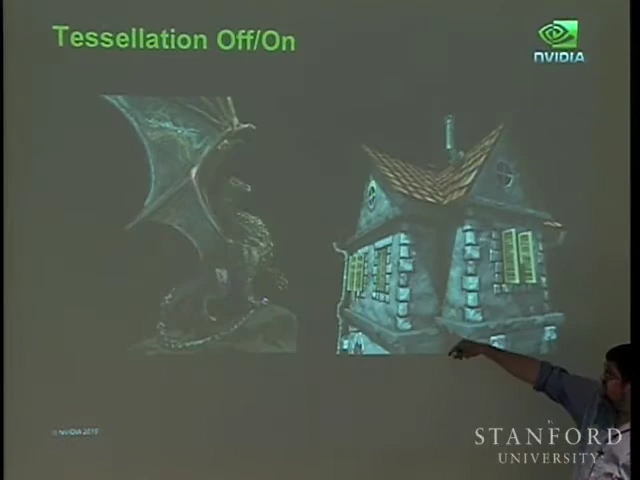 Tessellation Off/On
NVIDIA
© NVIDIA 2010
STANFORD
UNIVERSITY